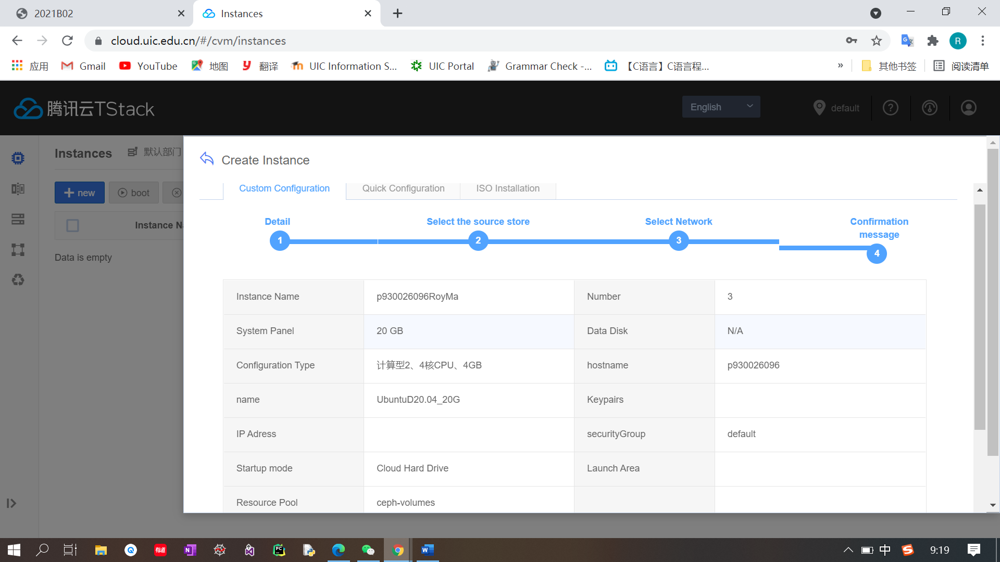 2021B02
Instances
cloud.uic.edu.cn/#/cvm/instances
R
应用
Gmail
YouTube
地图
翻译
UIC Information S...
UIC Portal
Grammar Check -...
【C语言】C语言程...
»
其他书签
阅读清单
腾讯云TStack
English
default
Instances
默认部门
new
boot
Instance N
Data is empty
Create Instance
Custom Configuration
Quick Configuration
ISO Installation
Detail
Select the source store
Select Network
Confirmation
message
1
2
3
4
Instance Name
p930026096RoyMa
Number
3
System Panel
20 GB
Data Disk
N/A
Configuration Type
计算型2、4核CPU、4GB
hostname
p930026096
name
UbuntuD20.04_20G
Keypairs
IP Adress
securityGroup
default
Startup mode
Cloud Hard Drive
Launch Area
Resource Pool
ceph-volumes
有道
中
9:19